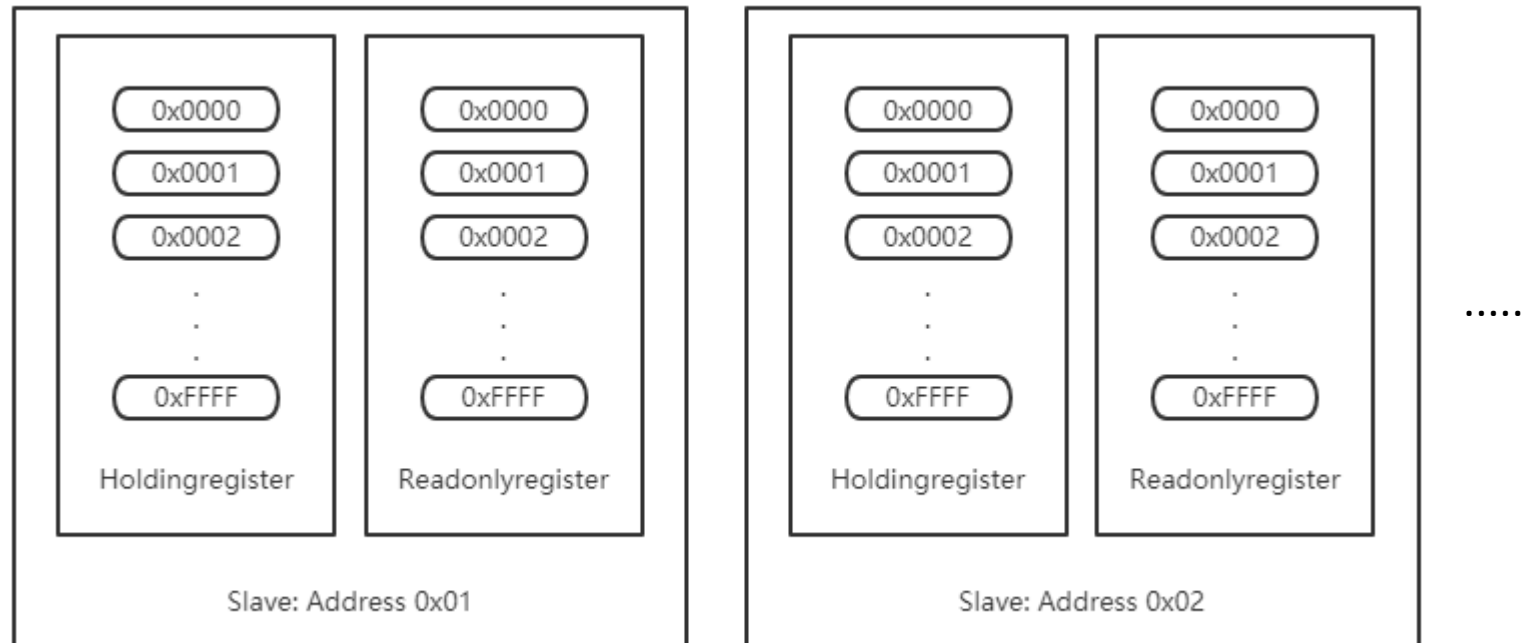 0x0000
0x0001
0x0002
.
.
.
0xFFFF
Holdingregister
0x0000
0x0001
0x0002
.
.
.
0xFFFF
Readonlyregister
Slave: Address 0x01
0x0000
0x0001
0x0002
.
.
.
0xFFFF
Holdingregister
0x0000
0x0001
0x0002
.
.
.
0xFFFF
Readonlyregister
Slave: Address 0x02
.....